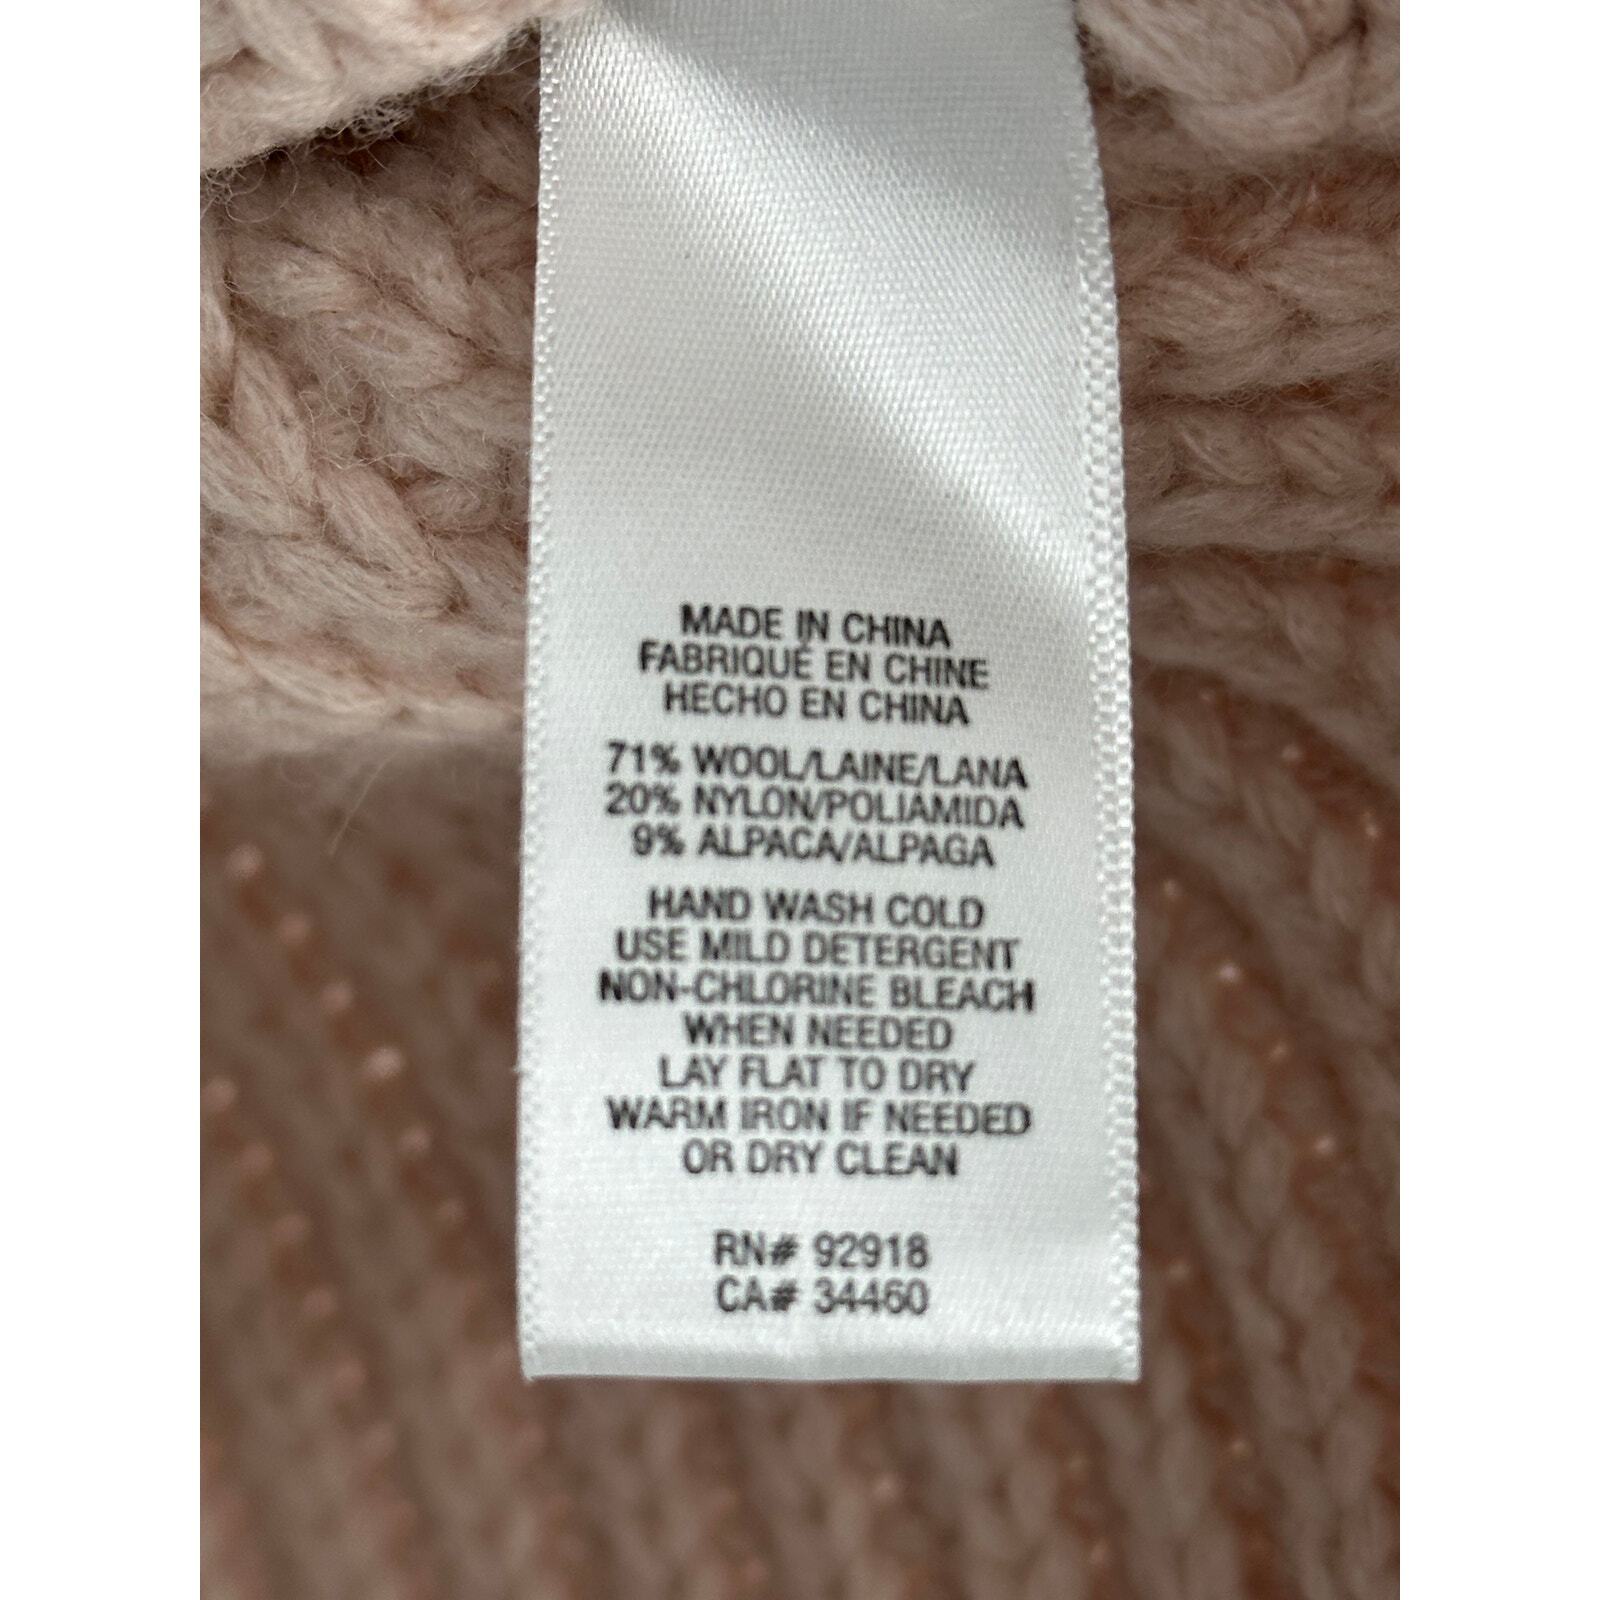 MADE IN CHINA
FABRIQUÉ EN CHINE
HECHO EN CHINA
71% WOOL/LAINE/LANA
20% NYLON/POLIAMIDA
9% ALPACA/ALPAGA
HAND WASH COLD
USE MILD DETERGENT
NON-CHLORINE BLEACH
WHEN NEEDED
LAY FLAT TO DRY
WARM IRON IF NEEDED
OR DRY CLEAN
RN# 92918
CA# 34460